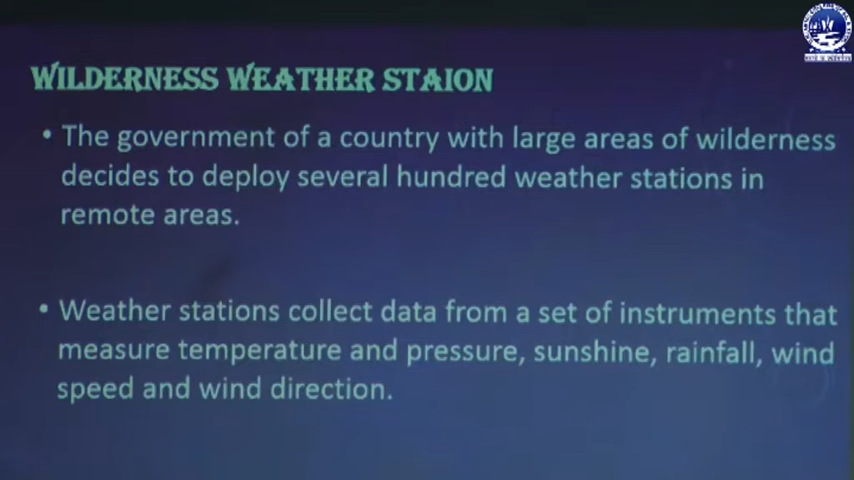 WILDERNESS WEATHER STAION
• The government of a country with large areas of wilderness
decides to deploy several hundred weather stations in
remote areas.
• Weather stations collect data from a set of instruments that
measure temperature and pressure, sunshine, rainfall, wind
speed and wind direction.